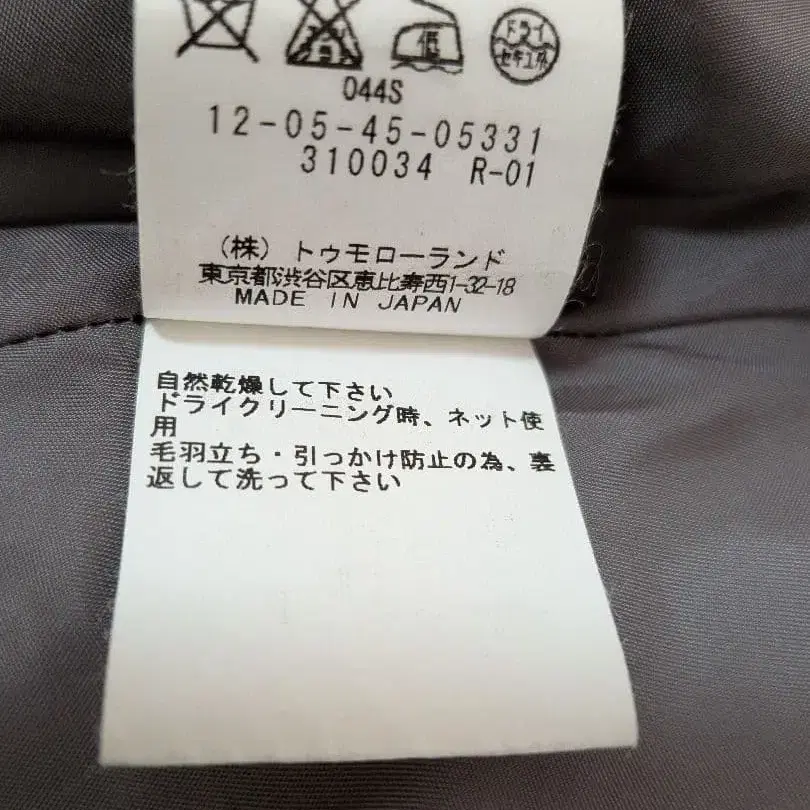 低
ドライ
セキユ系
044S
12-05-45-05331
310034 R-01
(株) トゥモローランド
東京都渋谷区恵比寿西1-32-18
MADE IN JAPAN
自然乾燥して下さい
ドライクリーニング時、ネット使
用
毛羽立ち・引っかけ防止の為、裏
返して洗って下さい